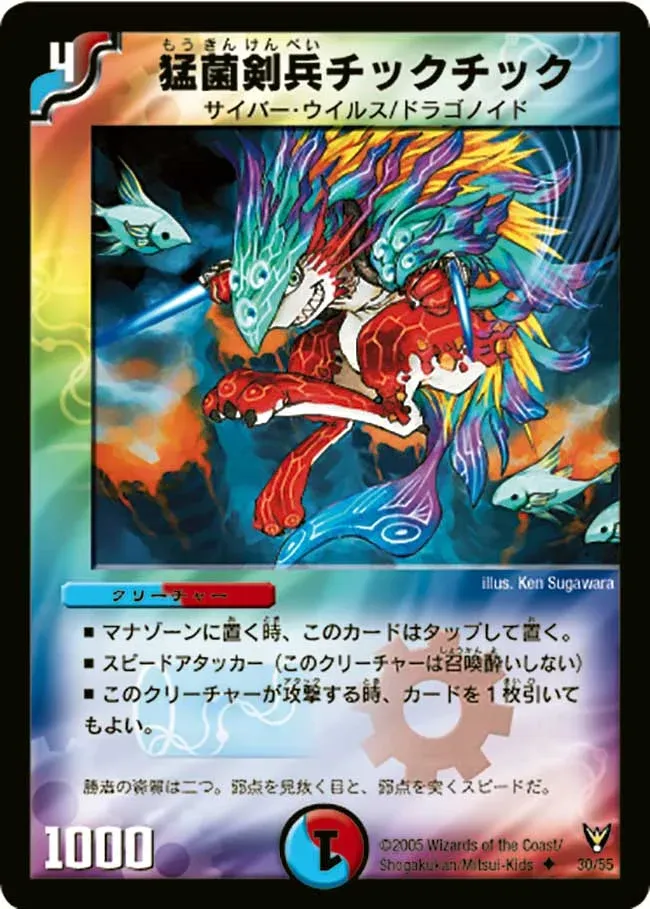 4
もうきんけんぺい
猛菌剣兵チックチック
サイバー・ウイルス/ドラゴノイド
illus. Ken Sugawara
クリーチャー
■ マナゾーンに置く時、このカードはタップして置く。
■ スピードアタッカー（このクリーチャーは召喚酔いしない）
■ このクリーチャーが攻撃する時、カードを1枚引いて
もよい。
勝者の資質は二つ。弱点を見抜く目と、弱点を突くスピードだ。
1000
1
©2005 Wizards of the Coast/
Shogakukan/Mitsui-Kids ◆ 30/55